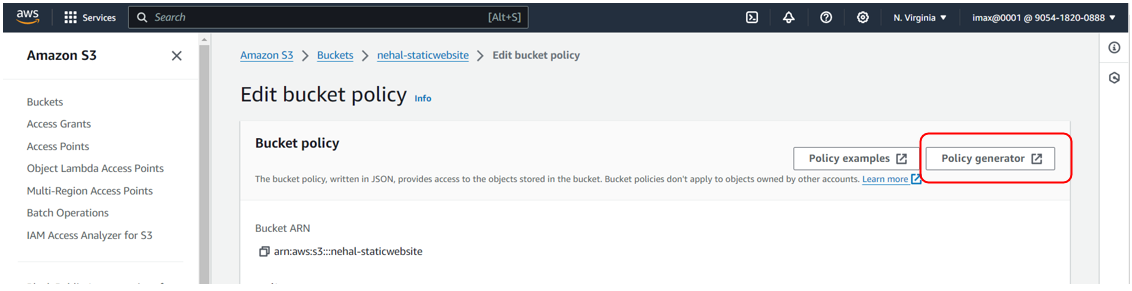 aws Services Search [Alt+S] N. Virginia imax@0001 @ 9054-1820-0888
Amazon S3
Buckets
Access Grants
Access Points
Object Lambda Access Points
Multi-Region Access Points
Batch Operations
IAM Access Analyzer for S3
Amazon S3 > Buckets > nehal-staticwebsite > Edit bucket policy
Edit bucket policy Info
Bucket policy
Policy examples Policy generator
The bucket policy, written in JSON, provides access to the objects stored in the bucket. Bucket policies don't apply to objects owned by other accounts. Learn more
Bucket ARN
arn:aws:s3:::nehal-staticwebsite